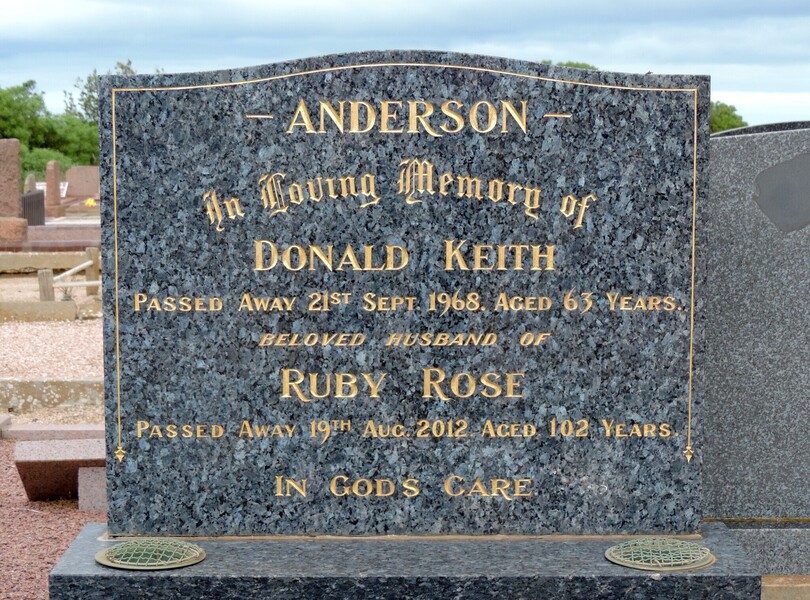 — ANDERSON —
In Loving Memory of
DONALD KEITH
PASSED AWAY 21ST SEPT. 1968. AGED 63 YEARS.
BELOVED HUSBAND OF
RUBY ROSE
PASSED AWAY 19TH AUG. 2012. AGED 102 YEARS.
IN GOD'S CARE.